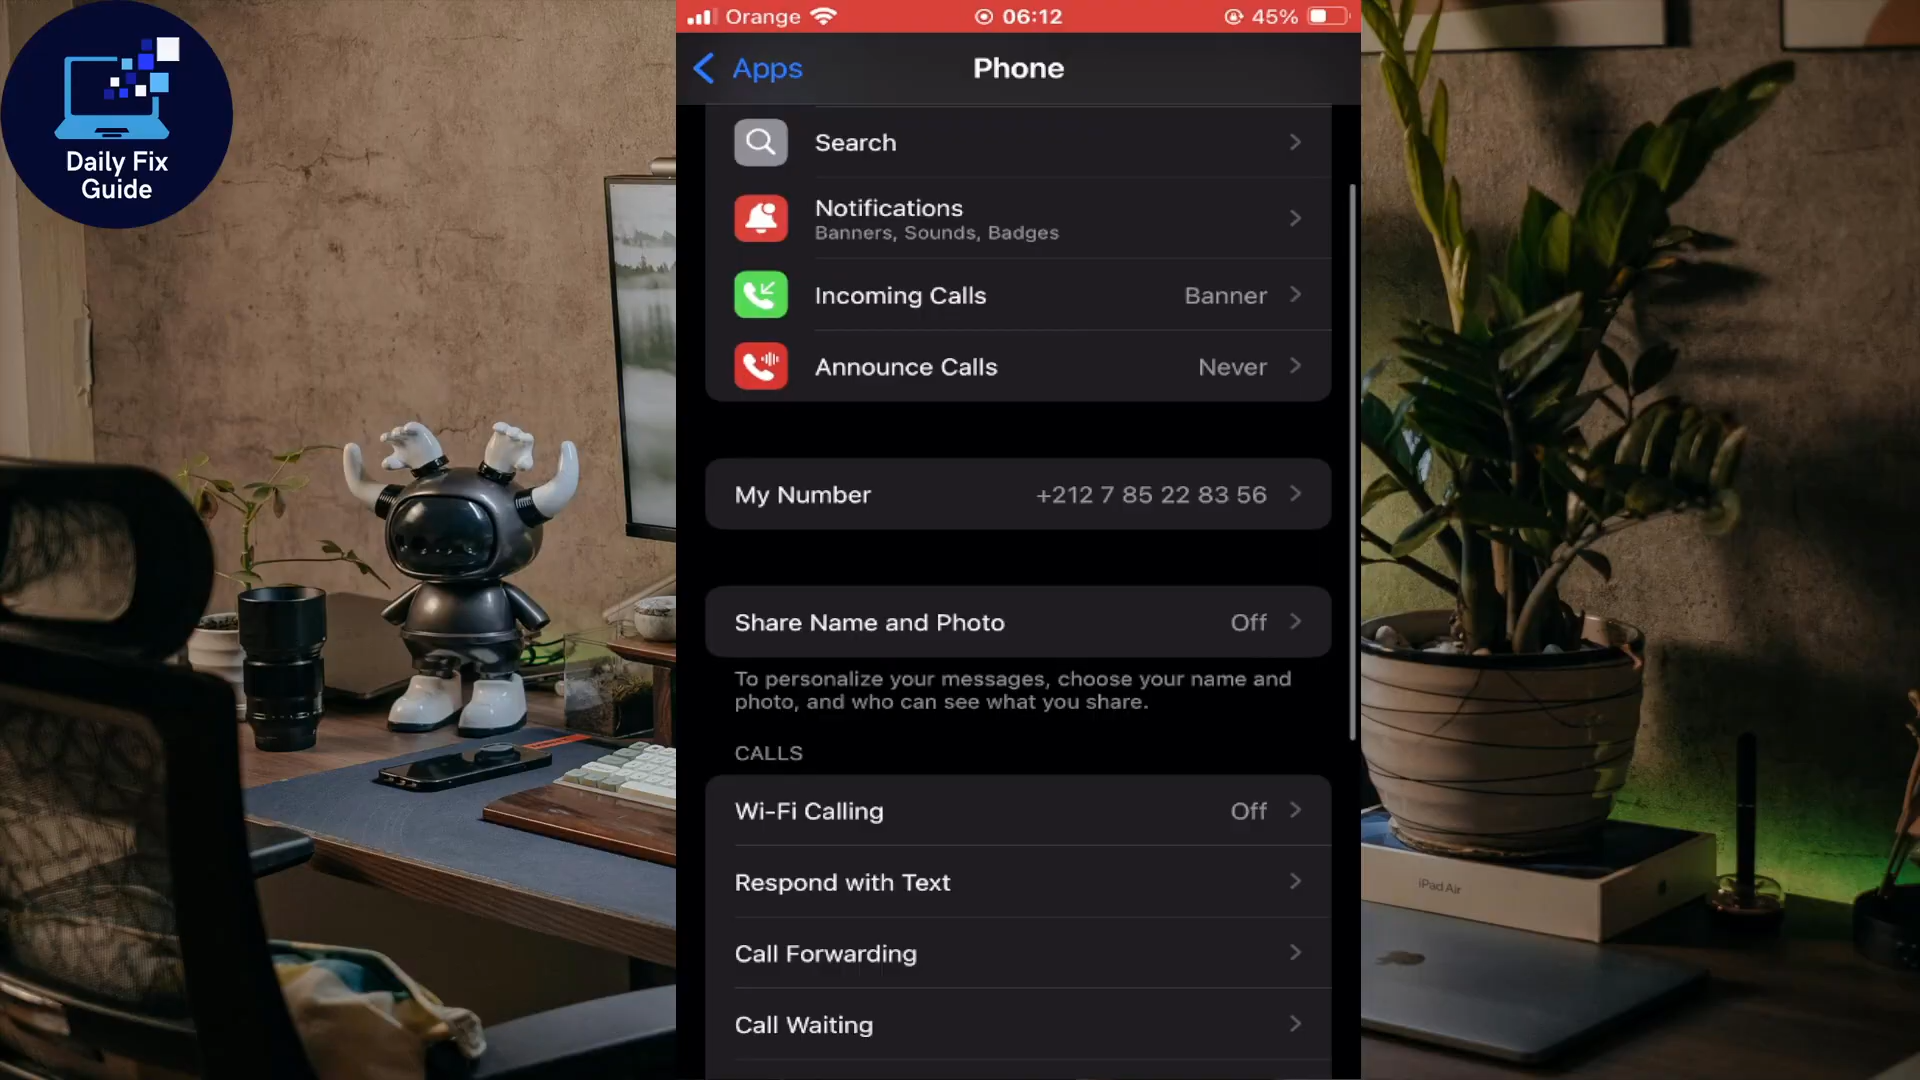 Daily Fix
Guide
Orange
06:12
45%
Apps
Phone
Search
Notifications
Banners, Sounds, Badges
Incoming Calls
Banner
Announce Calls
Never
My Number
+212 7 85 22 83 56
Share Name and Photo
Off
To personalize your messages, choose your name and
photo, and who can see what you share.
CALLS
Wi-Fi Calling
Off
Respond with Text
Call Forwarding
Call Waiting
iPad Air